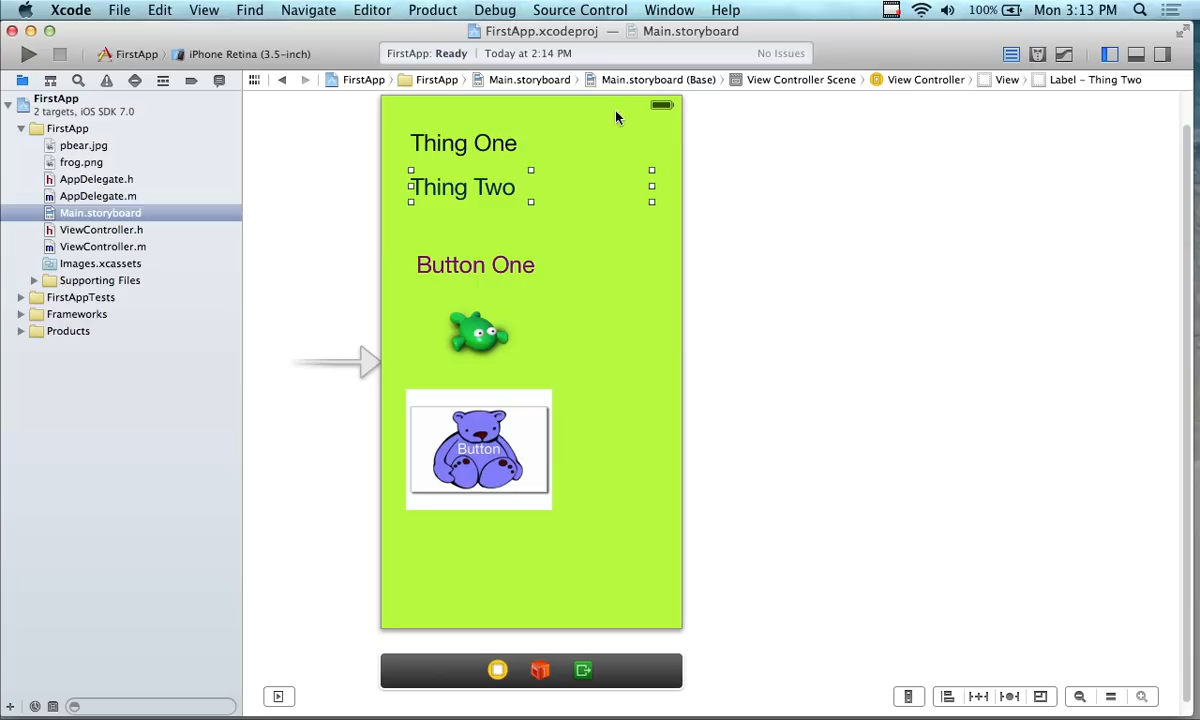 Xcode File Edit View Find Navigate Editor Product Debug Source Control Window Help 100% Mon 3:13 PM
FirstApp.xcodeproj — Main.storyboard
FirstApp iPhone Retina (3.5-inch) FirstApp: Ready Today at 2:14 PM No Issues
FirstApp FirstApp Main.storyboard Main.storyboard (Base) View Controller Scene View Controller View Label - Thing Two
FirstApp
2 targets, iOS SDK 7.0
FirstApp
pbear.jpg
frog.png
AppDelegate.h
AppDelegate.m
Main.storyboard
ViewController.h
ViewController.m
Images.xcassets
Supporting Files
FirstAppTests
Frameworks
Products
Thing One
Thing Two
Button One
Button